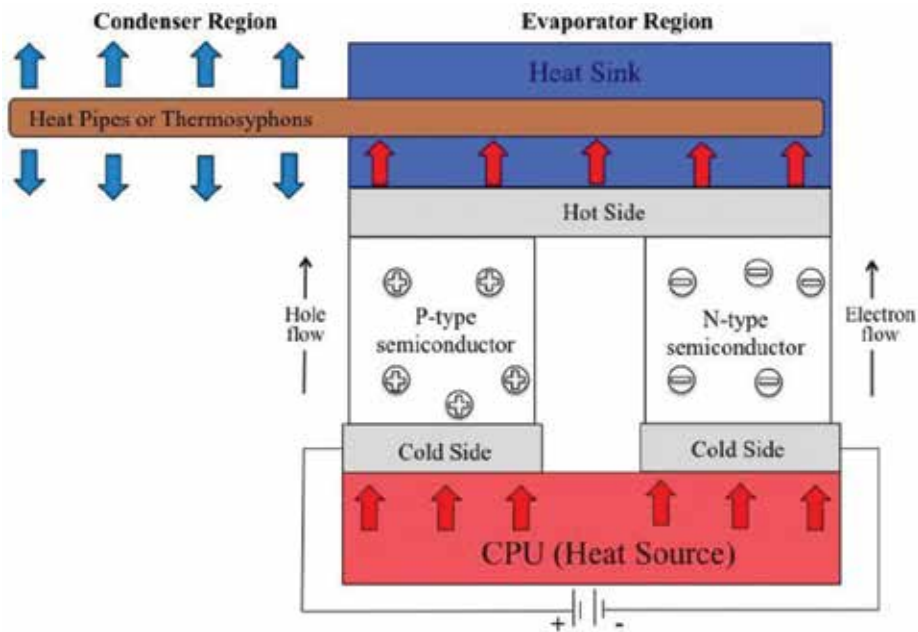 Condenser Region
Evaporator Region
Heat Sink
Heat Pipes or Thermosyphons
Hot Side
Hole
flow
P-type
semiconductor
N-type
semiconductor
Electron
flow
Cold Side
Cold Side
CPU (Heat Source)
+ -